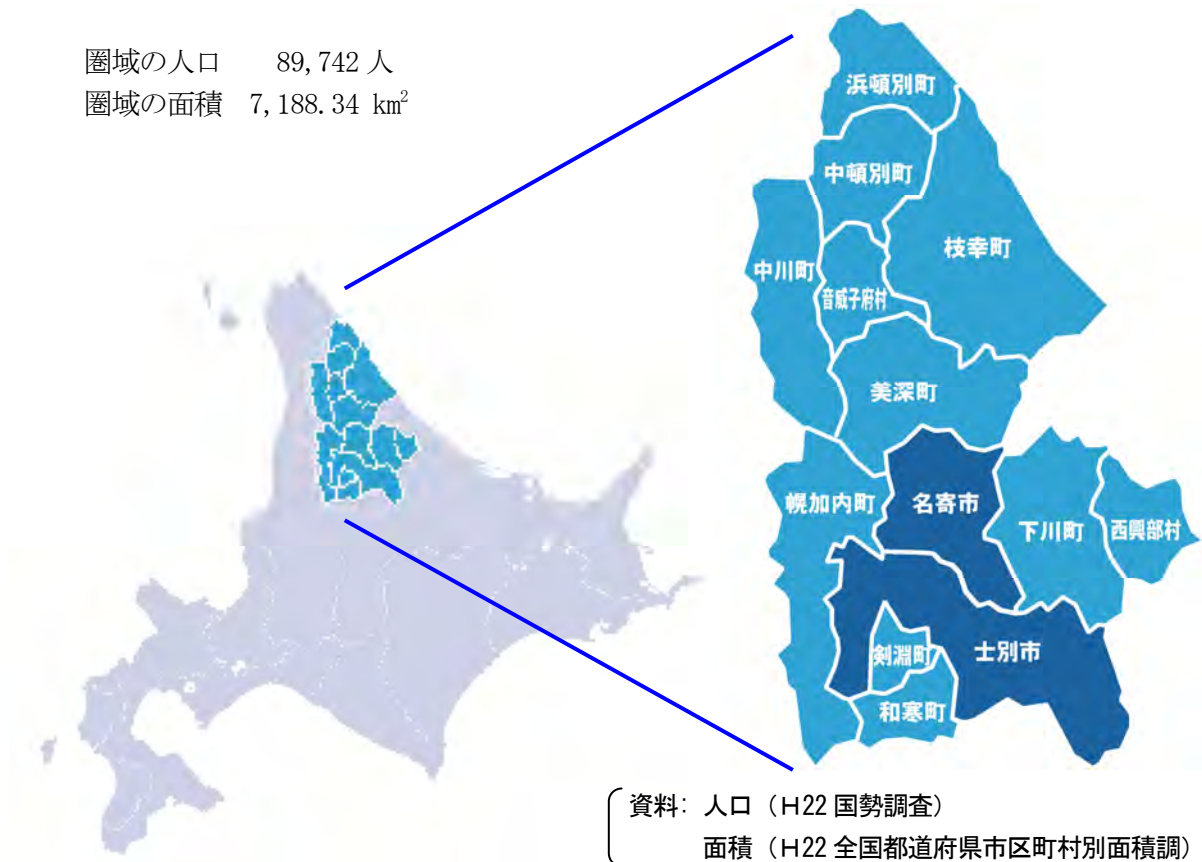 圏域の人口 89,742 人
圏域の面積 7,188.34 km²
浜頓別町
中頓別町
枝幸町
中川町
音威子府村
美深町
幌加内町
名寄市
下川町
西興部村
剣淵町
士別市
和寒町
資料: 人口（H22 国勢調査）
面積（H22 全国都道府県市区町村別面積調）